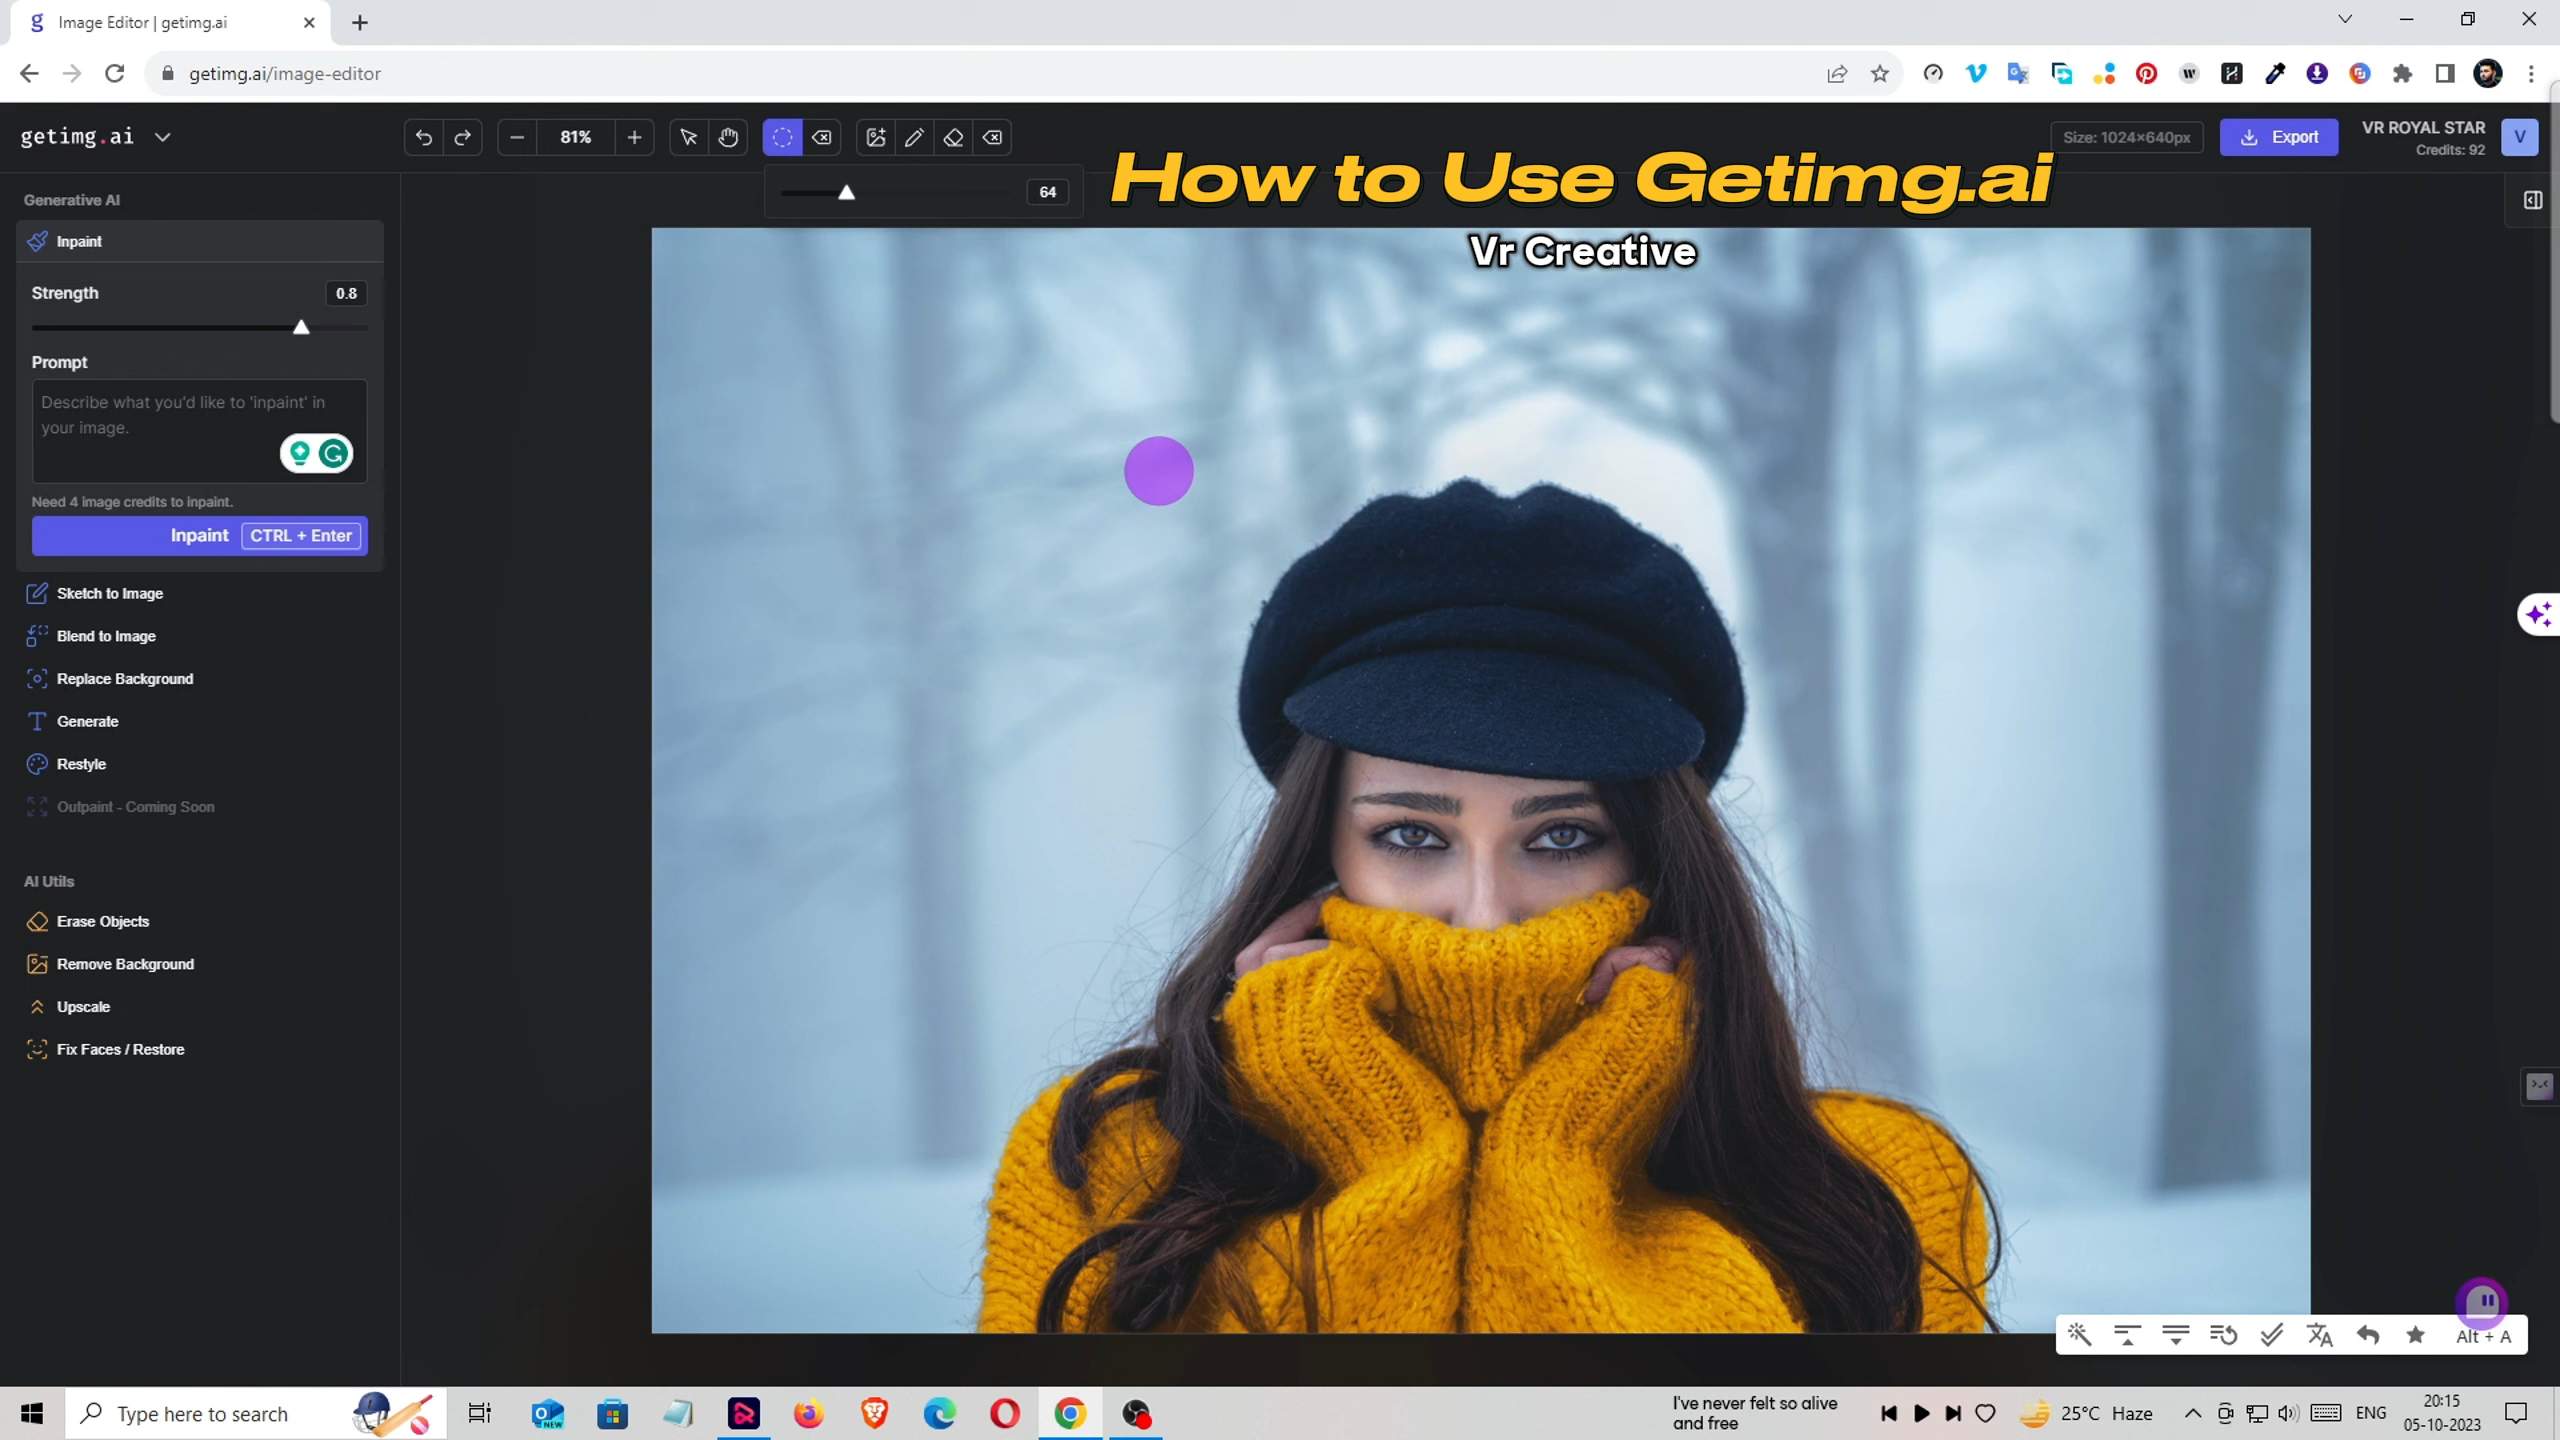 Image Editor | getimg.ai
getimg.ai/image-editor
getimg.ai
81%
Size: 1024×640px
Export
VR ROYAL STAR
Credits: 92
V
64
How to Use Getimg.ai
Vr Creative
Generative AI
Inpaint
Strength
0.8
Prompt
Describe what you'd like to 'inpaint' in
your image.
Need 4 image credits to inpaint.
Inpaint CTRL + Enter
Sketch to Image
Blend to Image
Replace Background
Generate
Restyle
Outpaint - Coming Soon
AI Utils
Erase Objects
Remove Background
Upscale
Fix Faces / Restore
Alt + A
Type here to search
NEW
I've never felt so alive
and free
25°C Haze
ENG
20:15
05-10-2023